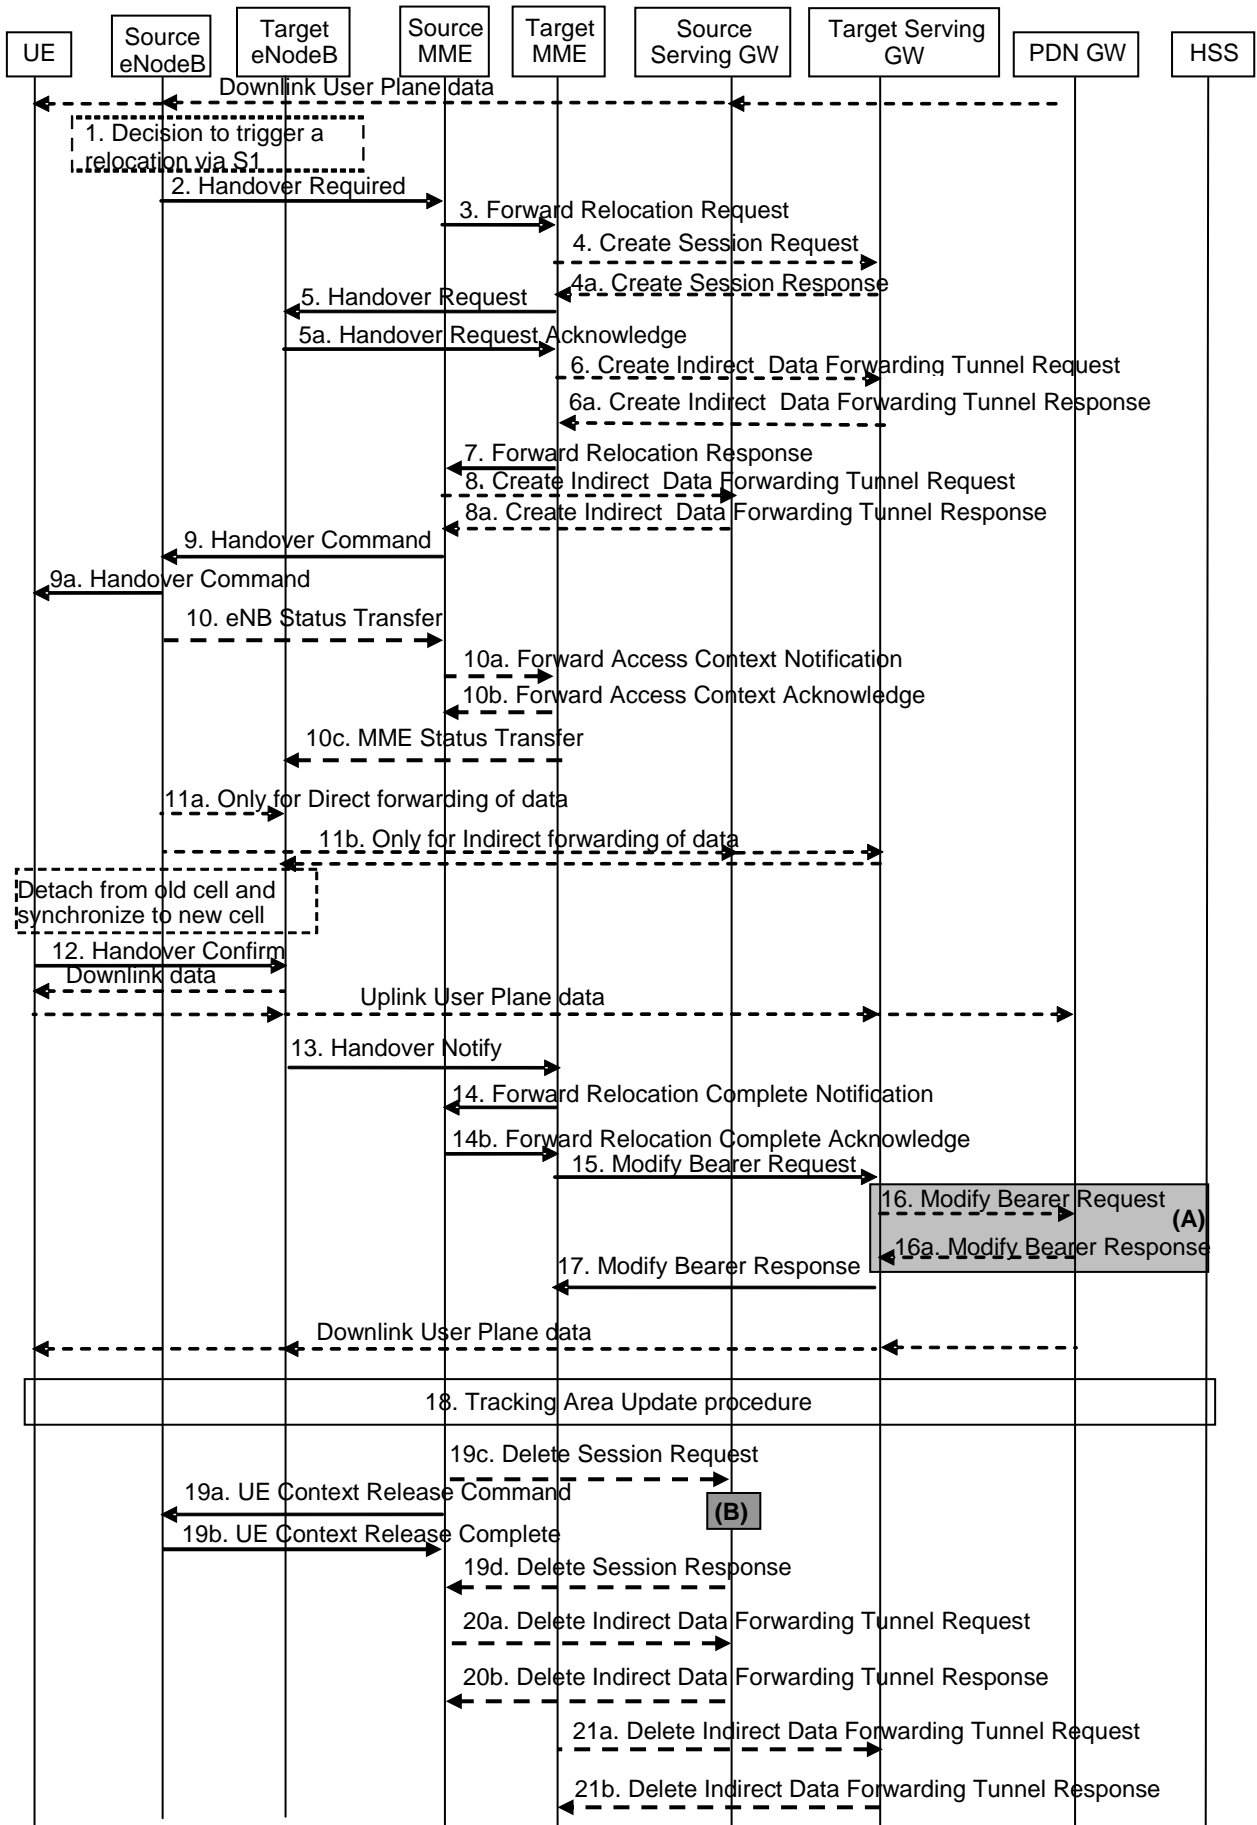 UE
Source
eNodeB
Target
eNodeB
Source
MME
Target
MME
Source
Serving GW
Target Serving
GW
PDN GW
HSS
Downlink User Plane data
1. Decision to trigger a
relocation via S1
2. Handover Required
3. Forward Relocation Request
4. Create Session Request
4a. Create Session Response
5. Handover Request
5a. Handover Request Acknowledge
6. Create Indirect  Data Forwarding Tunnel Request
6a. Create Indirect  Data Forwarding Tunnel Response
7. Forward Relocation Response
8. Create Indirect  Data Forwarding Tunnel Request
8a. Create Indirect  Data Forwarding Tunnel Response
9. Handover Command
9a. Handover Command
10. eNB Status Transfer
10a. Forward Access Context Notification
10b. Forward Access Context Acknowledge
10c. MME Status Transfer
11a. Only for Direct forwarding of data
11b. Only for Indirect forwarding of data
Detach from old cell and
synchronize to new cell
12. Handover Confirm
Downlink data
Uplink User Plane data
13. Handover Notify
14. Forward Relocation Complete Notification
14b. Forward Relocation Complete Acknowledge
15. Modify Bearer Request
16. Modify Bearer Request
(A)
16a. Modify Bearer Response
17. Modify Bearer Response
Downlink User Plane data
18. Tracking Area Update procedure
19c. Delete Session Request
19a. UE Context Release Command
(B)
19b. UE Context Release Complete
19d. Delete Session Response
20a. Delete Indirect Data Forwarding Tunnel Request
20b. Delete Indirect Data Forwarding Tunnel Response
21a. Delete Indirect Data Forwarding Tunnel Request
21b. Delete Indirect Data Forwarding Tunnel Response